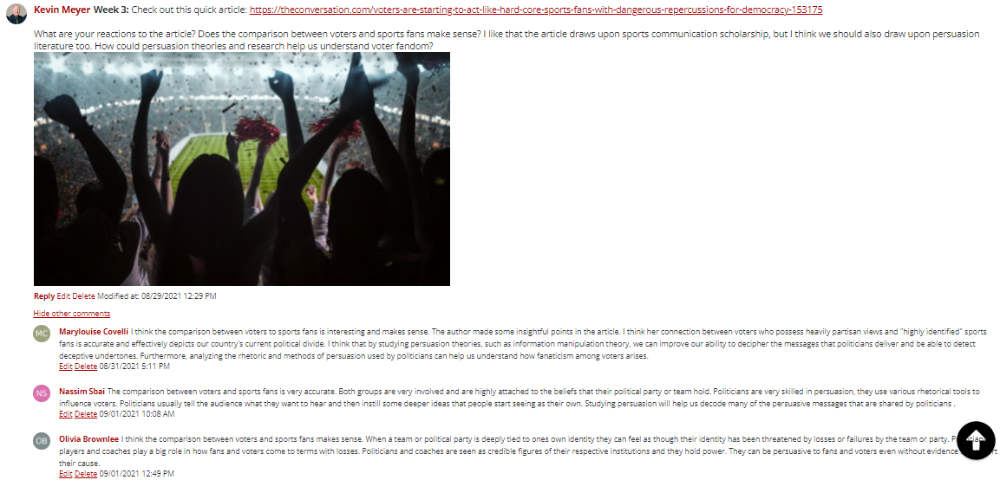 Kevin Meyer Week 3: Check out this quick article: https://theconversation.com/voters-are-starting-to-act-like-hard-core-sports-fans-with-dangerous-repercussions-for-democracy-153175
What are your reactions to the article? Does the comparison between voters and sports fans make sense? I like that the article draws upon sports communication scholarship, but I think we should also draw upon persuasion
literature too. How could persuasion theories and research help us understand voter fandom?
Reply Edit Delete Modified at: 08/29/2021 12:29 PM
Hide other comments
MC
Marylouise Covelli I think the comparison between voters to sports fans is interesting and makes sense. The author made some insightful points in the article. I think her connection between voters who possess heavily partisan views and "highly identified" sports
fans is accurate and effectively depicts our country's current political divide. I think that by studying persuasion theories, such as information manipulation theory, we can improve our ability to decipher the messages that politicians deliver and be able to detect
deceptive undertones. Furthermore, analyzing the rhetoric and methods of persuasion used by politicians can help us understand how fanaticism among voters arises.
Edit Delete 08/31/2021 5:11 PM
NS
Nassim Sbai The comparison between voters and sports fans is very accurate. Both groups are very involved and are highly attached to the beliefs that their political party or team hold. Politicians are very skilled in persuasion, they use various rhetorical tools to
influence voters. Politicians usually tell the audience what they want to hear and then instill some deeper ideas that people start seeing as their own. Studying persuasion will help us decode many of the persuasive messages that are shared by politicians .
Edit Delete 09/01/2021 10:08 AM
OB
Olivia Brownlee I think the comparison between voters and sports fans makes sense. When a team or political party is deeply tied to ones own identity they can feel as though their identity has been threatened by losses or failures by the team or party.
players and coaches play a big role in how fans and voters come to terms with losses. Politicians and coaches are seen as credible figures of their respective institutions and they hold power. They can be persuasive to fans and voters even without evidence
their cause.
Edit Delete 09/01/2021 12:49 PM